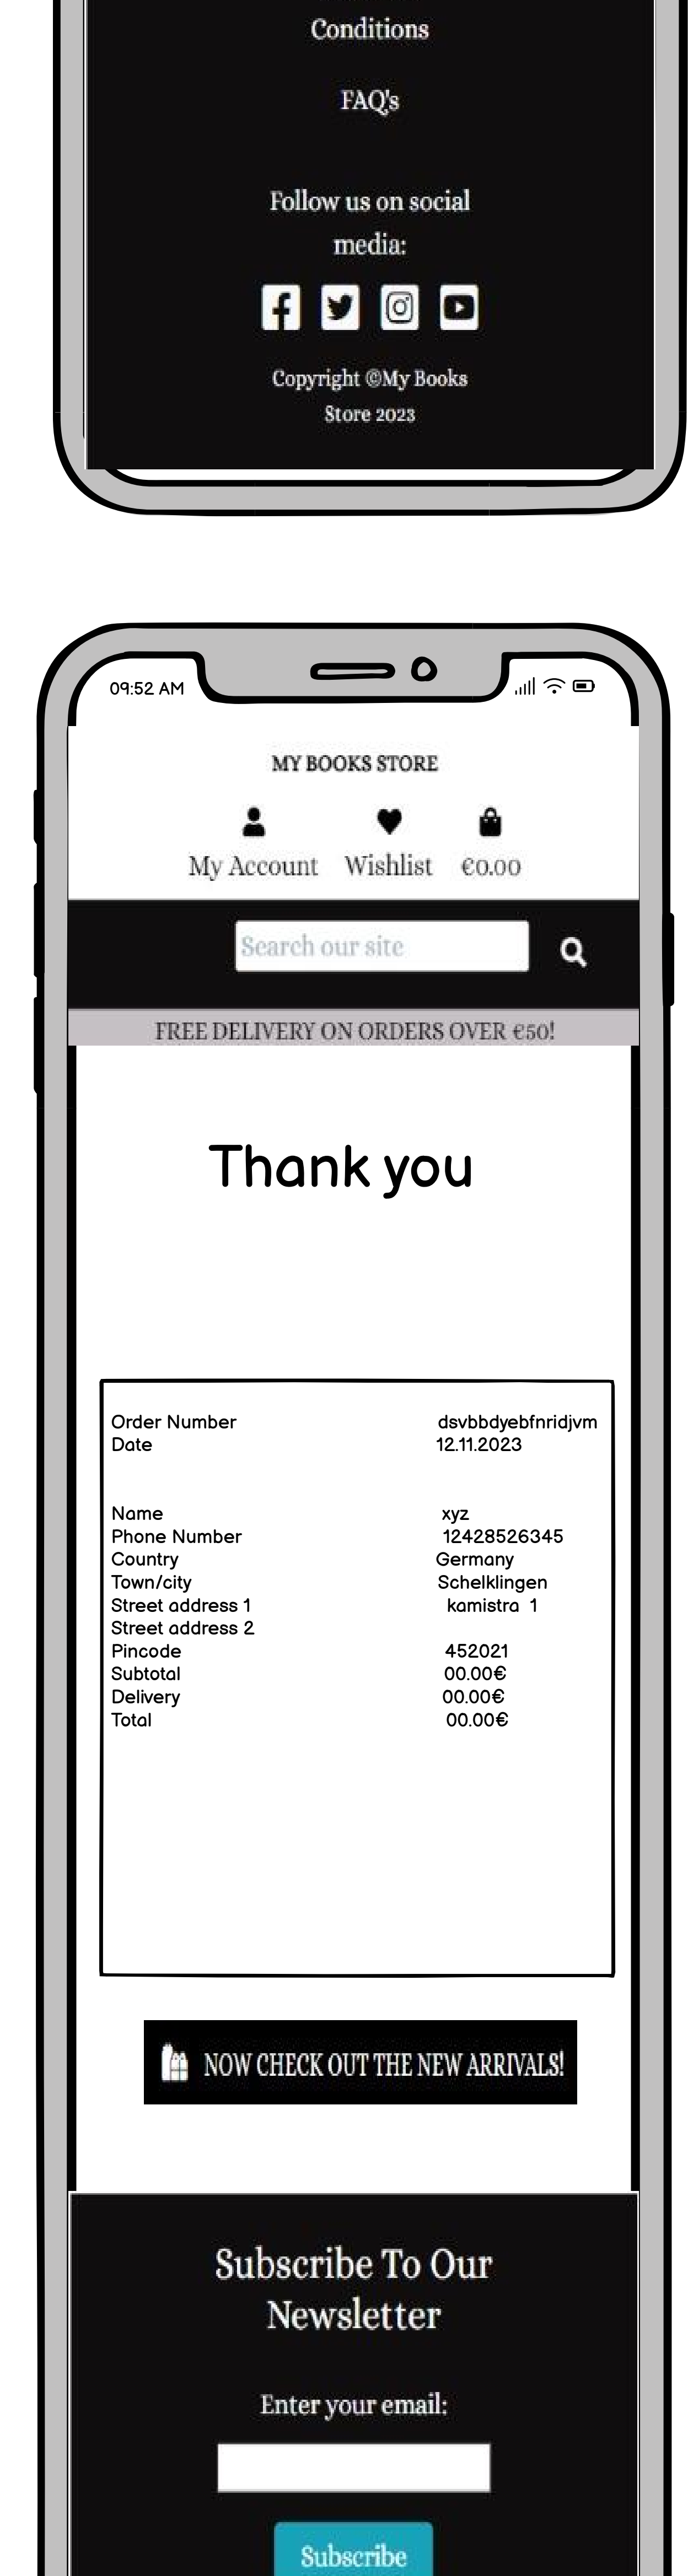 Conditions
FAQ's
Follow us on social
media:
Copyright ©My Books
Store 2023
09:52 AM
MY BOOKS STORE
My Account Wishlist €0.00
Search our site
FREE DELIVERY ON ORDERS OVER €50!
Thank you
Order Number dsvbbdyebfnridjvm
Date 12.11.2023
Name xyz
Phone Number 12428526345
Country Germany
Town/city Schelklingen
Street address 1 kamistra 1
Street address 2
Pincode 452021
Subtotal 00.00€
Delivery 00.00€
Total 00.00€
NOW CHECK OUT THE NEW ARRIVALS!
Subscribe To Our
Newsletter
Enter your email:
Subscribe